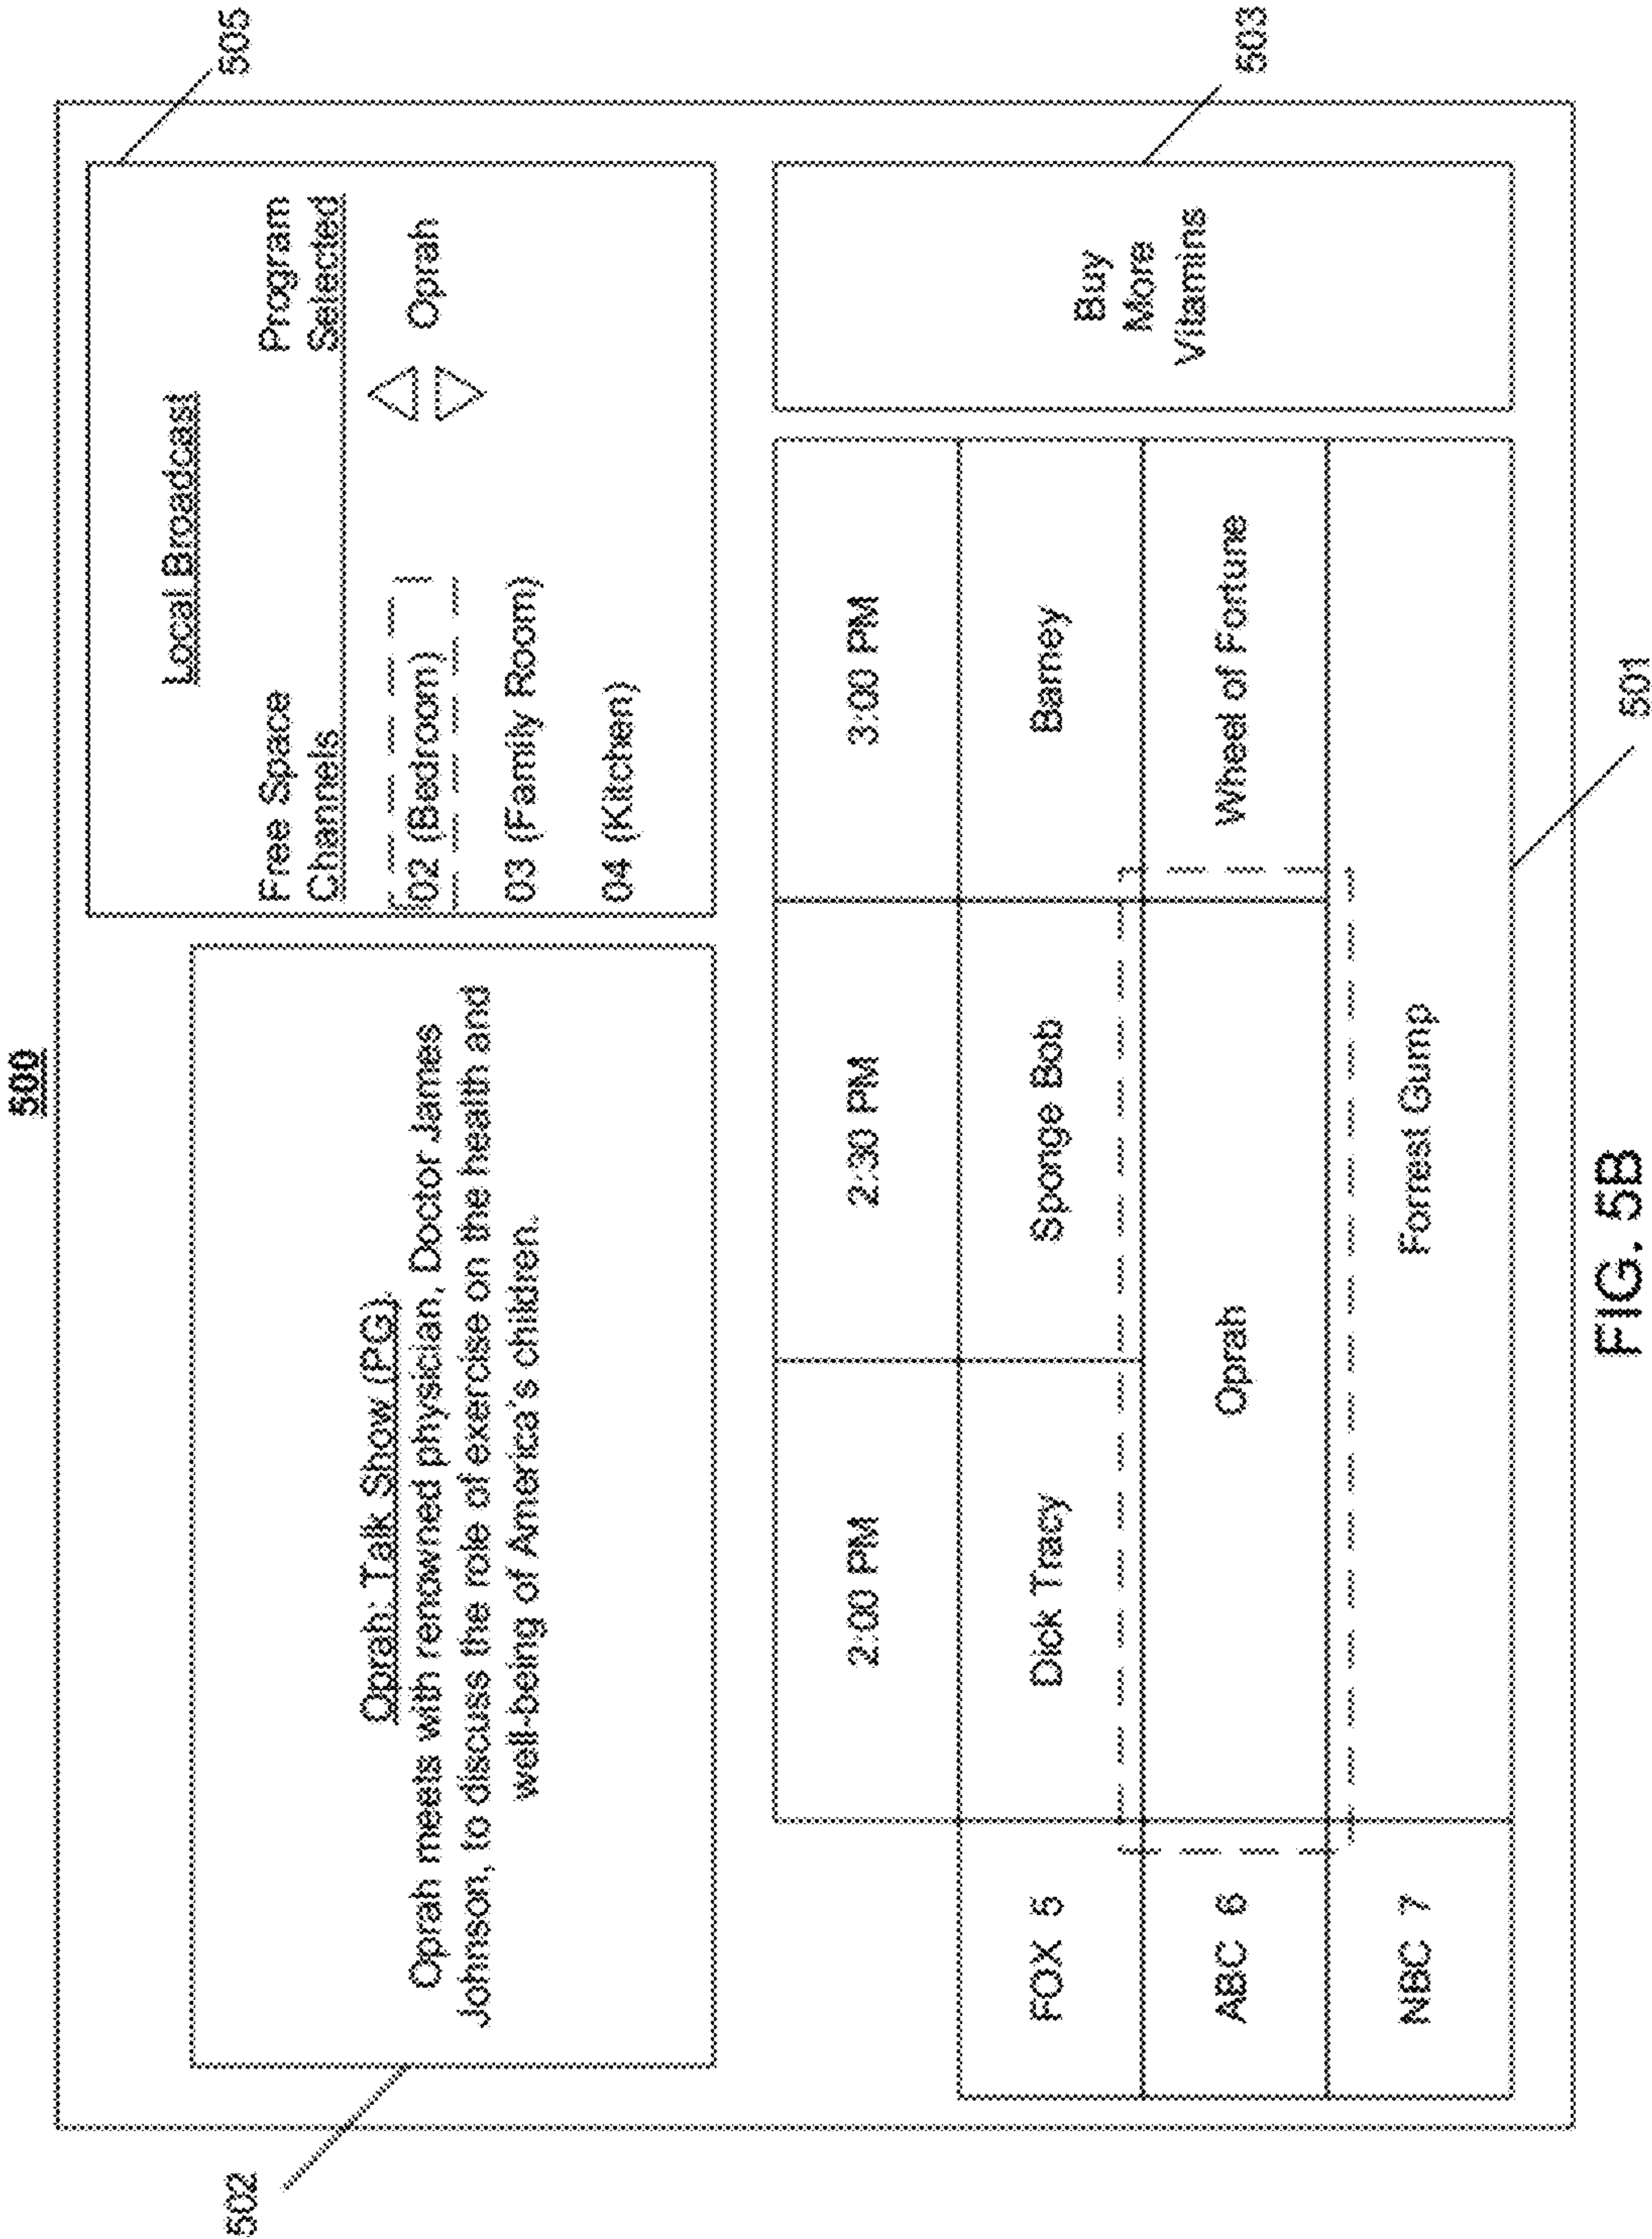 500
502
Oprah: Talk Show (PG).
Oprah meets with renowned physician, Doctor James
Johnson, to discuss the role of exercise on the health and
well-being of America's children.
505
Local Broadcast
Free Space
Channels
Program
Selected
02 (Bedroom)
Oprah
03 (Family Room)
04 (Kitchen)
2:00 PM
2:30 PM
3:00 PM
FOX 5
Dick Tracy
Sponge Bob
Barney
ABC 6
Oprah
Wheel of Fortune
NBC 7
Forrest Gump
Buy
More
Vitamins
503
501
FIG. 5B